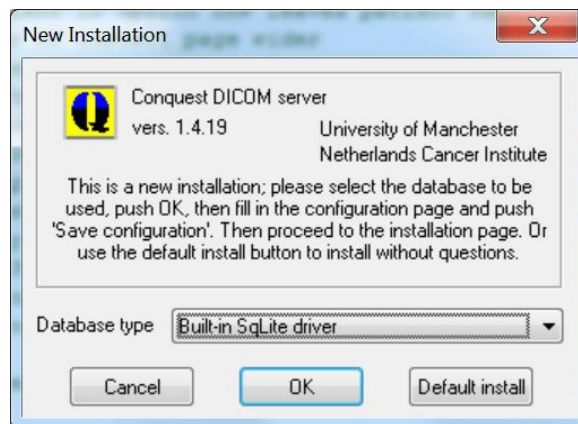 New Installation
Conquest DICOM server
vers. 1.4.19
University of Manchester
Netherlands Cancer Institute
This is a new installation; please select the database to be
used, push OK, then fill in the configuration page and push
'Save configuration'. Then proceed to the installation page. Or
use the default install button to install without questions.
Database type
Built-in SqLite driver
Cancel
OK
Default install